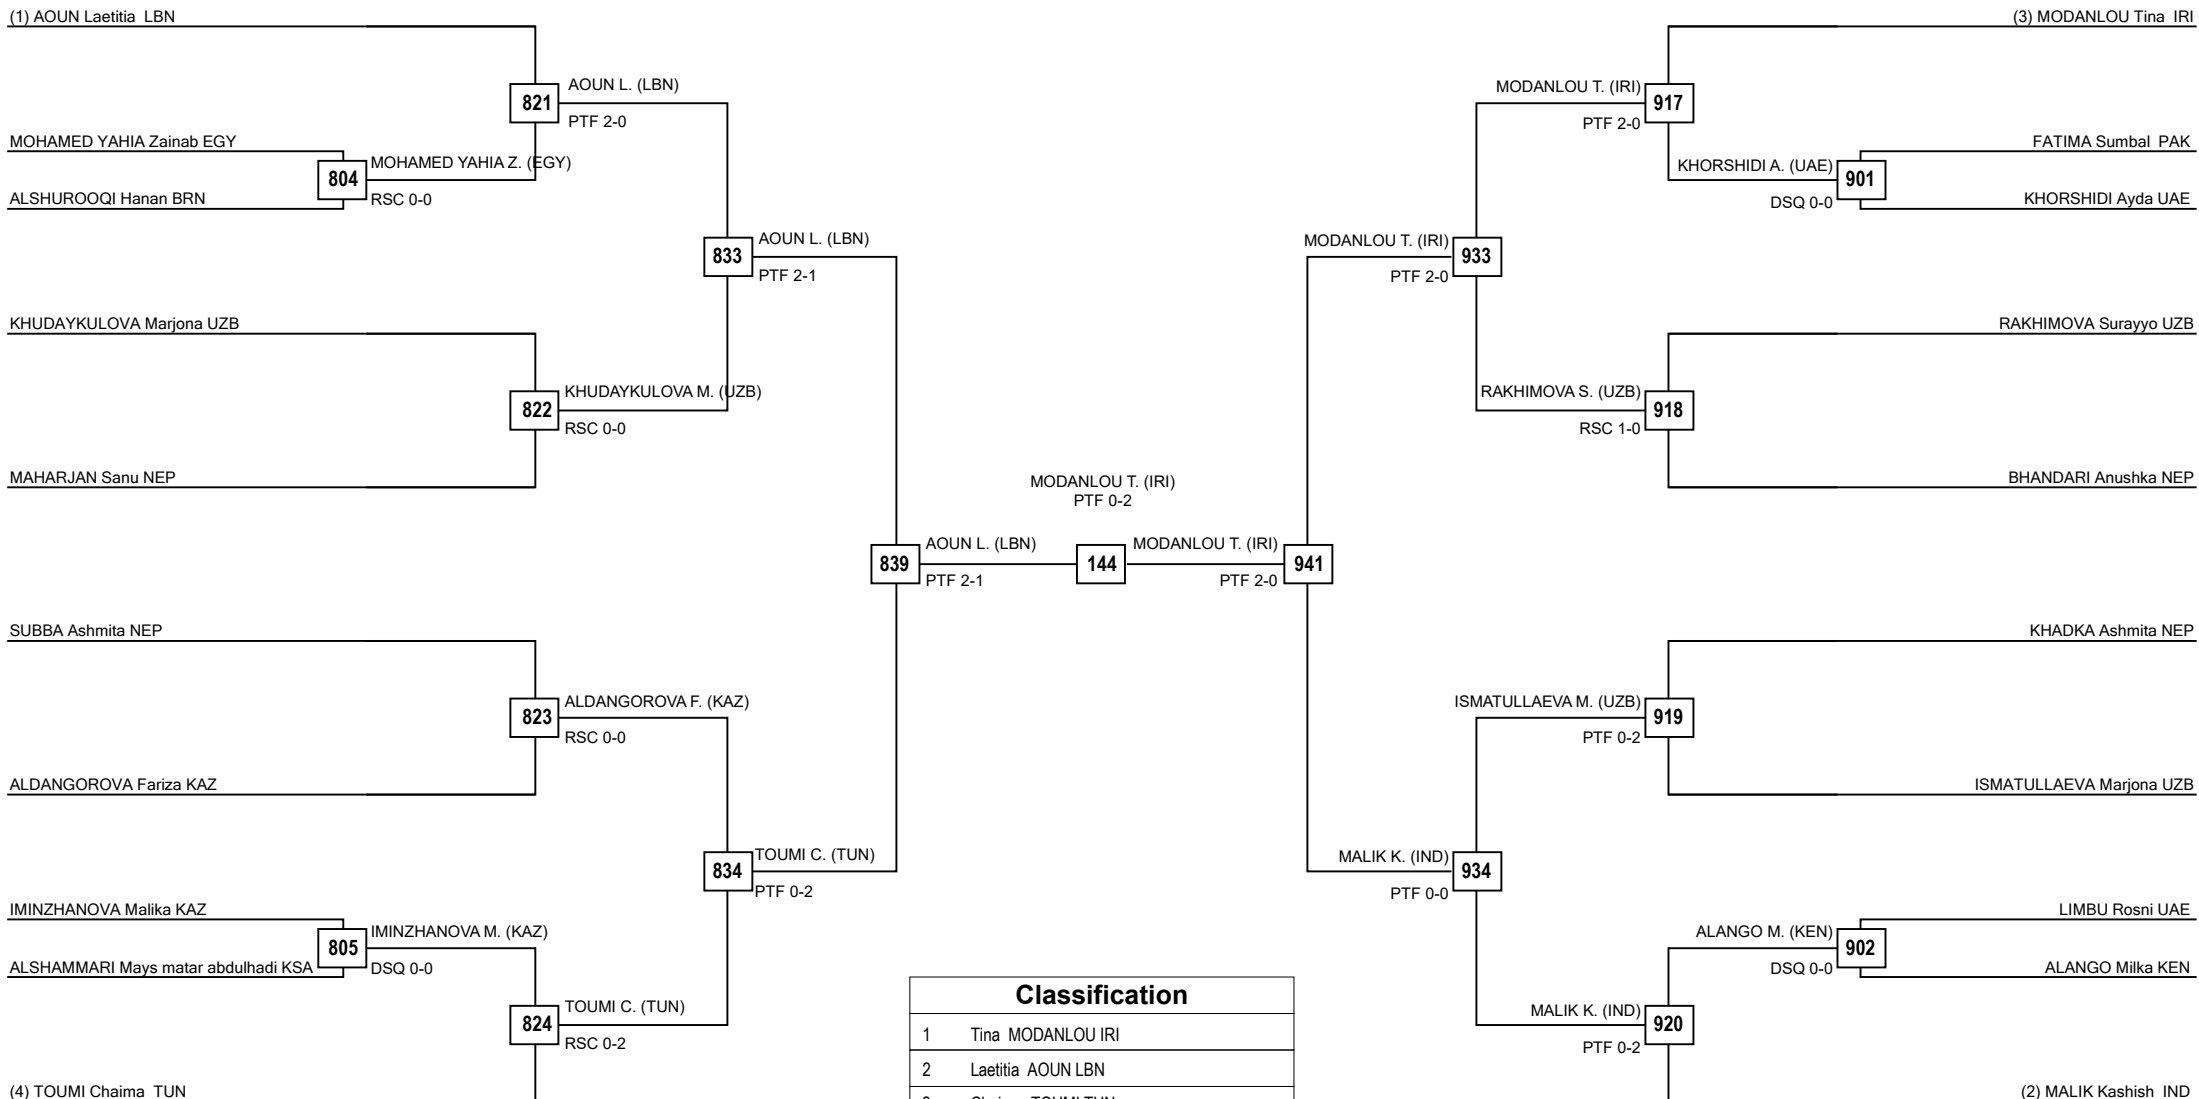 (1) AOUN Laetitia LBN
MOHAMED YAHIA Zainab EGY
ALSHUROOQI Hanan BRN
KHUDAYKULOVA Marjona UZB
MAHARJAN Sanu NEP
SUBBA Ashmita NEP
ALDANGOROVA Fariza KAZ
IMINZHANOVA Malika KAZ
ALSHAMMARI Mays matar abdulhadi KSA
(4) TOUMI Chaima TUN
804
MOHAMED YAHIA Z. (EGY)
RSC 0-0
805
IMINZHANOVA M. (KAZ)
DSQ 0-0
821
AOUN L. (LBN)
PTF 2-0
822
KHUDAYKULOVA M. (UZB)
RSC 0-0
823
ALDANGOROVA F. (KAZ)
RSC 0-0
824
TOUMI C. (TUN)
RSC 0-2
833
AOUN L. (LBN)
PTF 2-1
834
TOUMI C. (TUN)
PTF 0-2
839
AOUN L. (LBN)
PTF 2-1
MODANLOU T. (IRI)
PTF 0-2
144
MODANLOU T. (IRI)
PTF 2-0
941
MODANLOU T. (IRI)
PTF 2-0
933
MALIK K. (IND)
PTF 0-0
934
MODANLOU T. (IRI)
PTF 2-0
917
RAKHIMOVA S. (UZB)
RSC 1-0
918
ISMATULLAEVA M. (UZB)
PTF 0-2
919
MALIK K. (IND)
PTF 0-2
920
KHORSHIDI A. (UAE)
DSQ 0-0
901
ALANGO M. (KEN)
DSQ 0-0
902
(3) MODANLOU Tina IRI
FATIMA Sumbal PAK
KHORSHIDI Ayda UAE
RAKHIMOVA Surayyo UZB
BHANDARI Anushka NEP
KHADKA Ashmita NEP
ISMATULLAEVA Marjona UZB
LIMBU Rosni UAE
ALANGO Milka KEN
(2) MALIK Kashish IND
Classification
1 Tina MODANLOU IRI
2 Laetitia AOUN LBN